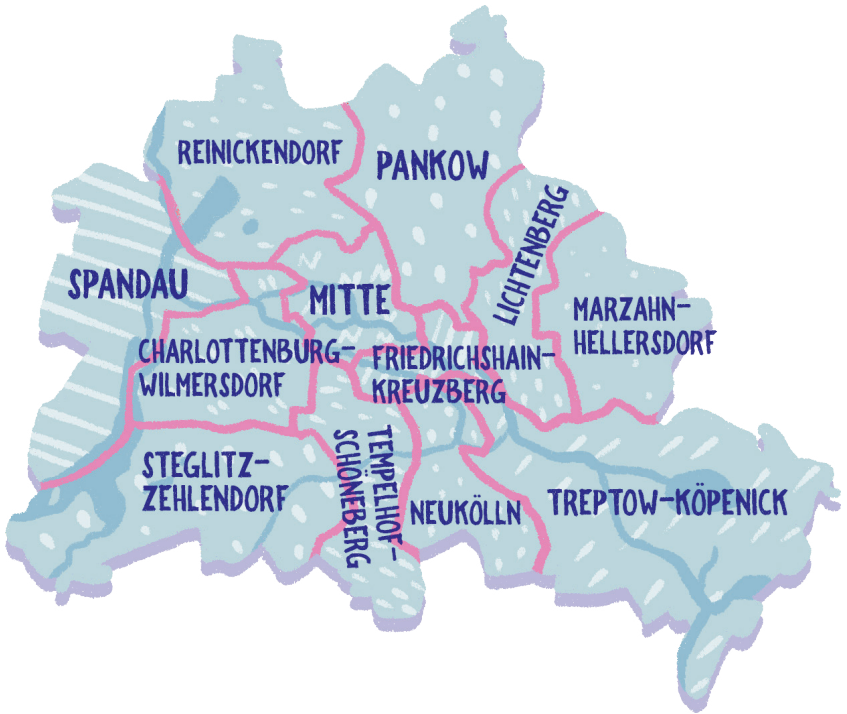 REINICKENDORF
PANKOW
LICHTENBERG
SPANDAU
MITTE
MARZAHN-
HELLERSDORF
CHARLOTTENBURG-
WILMERSDORF
FRIEDRICHSHAIN-
KREUZBERG
STEGLITZ-
ZEHLENDORF
TEMPELHOF-
SCHÖNEBERG
NEUKÖLLN
TREPTOW-KÖPENICK